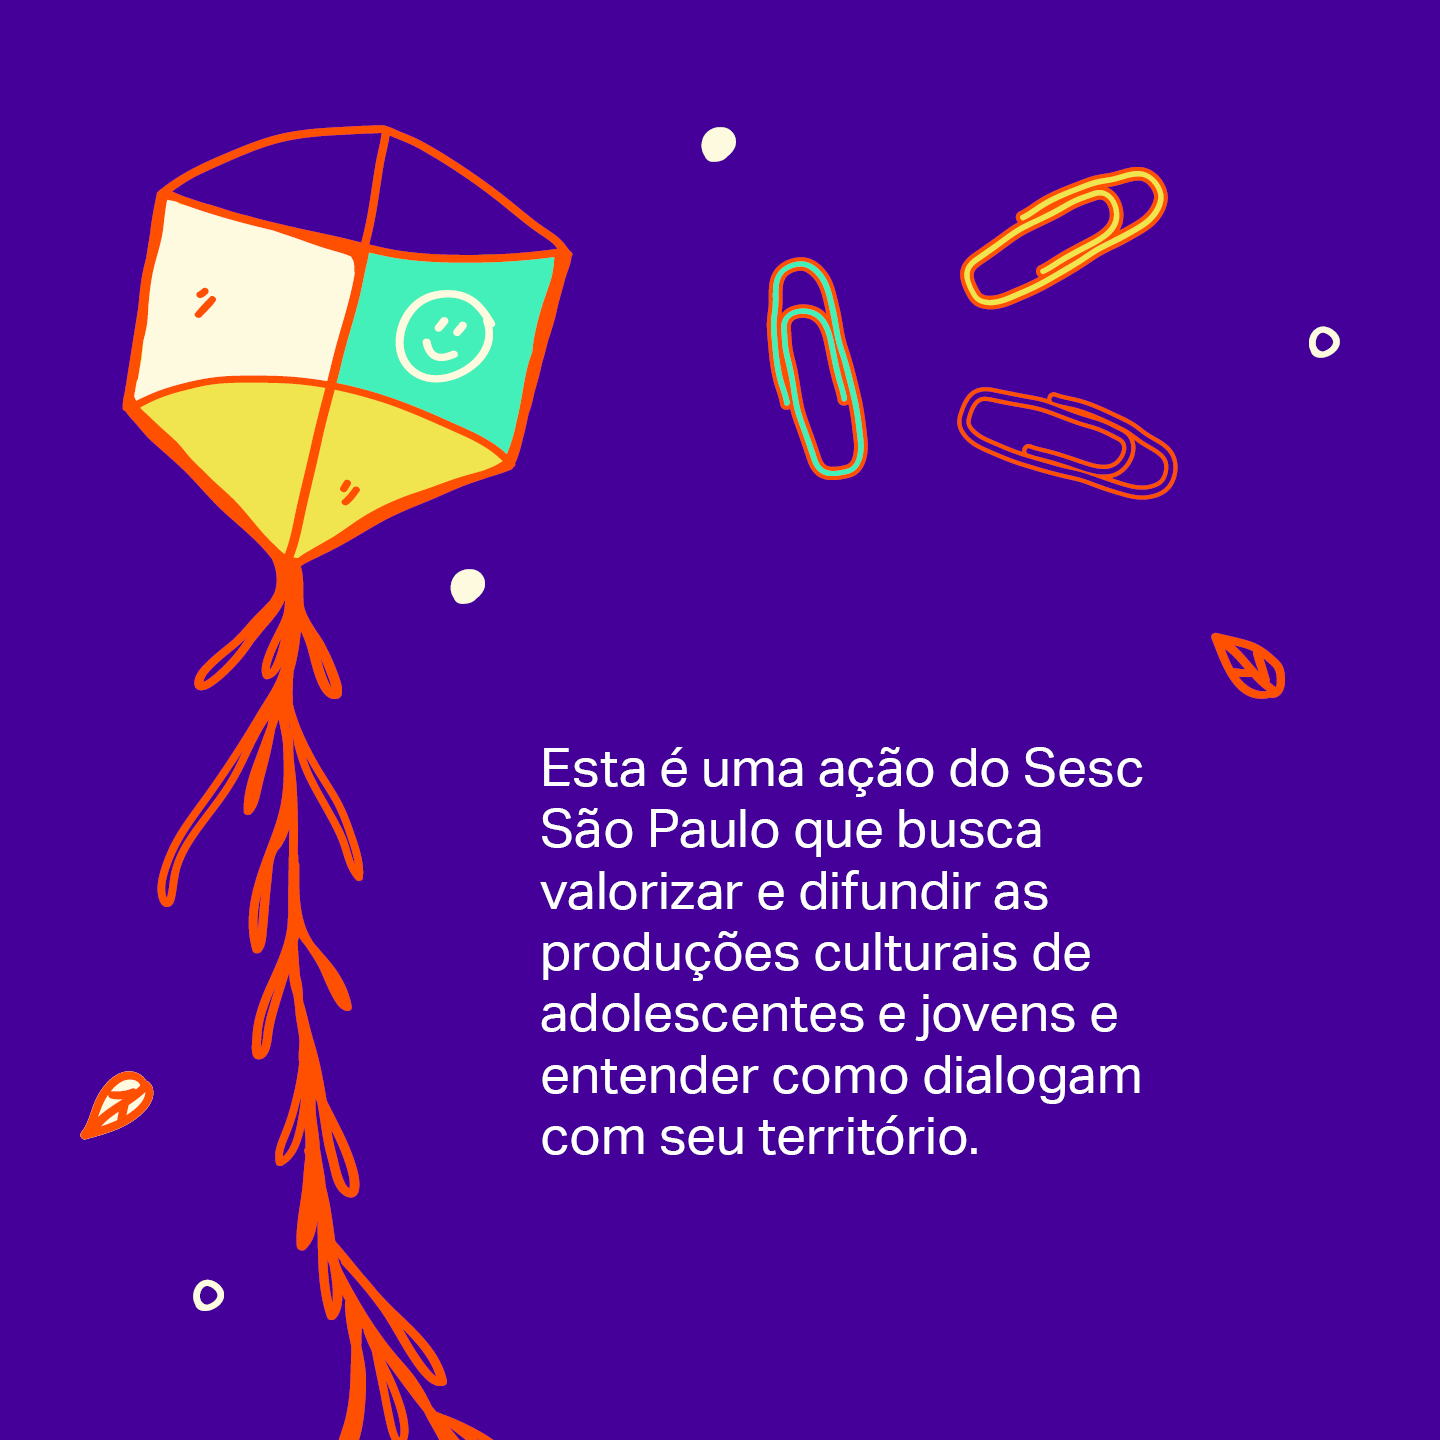 Esta é uma ação do Sesc
São Paulo que busca
valorizar e difundir as
produções culturais de
adolescentes e jovens e
entender como dialogam
com seu território.